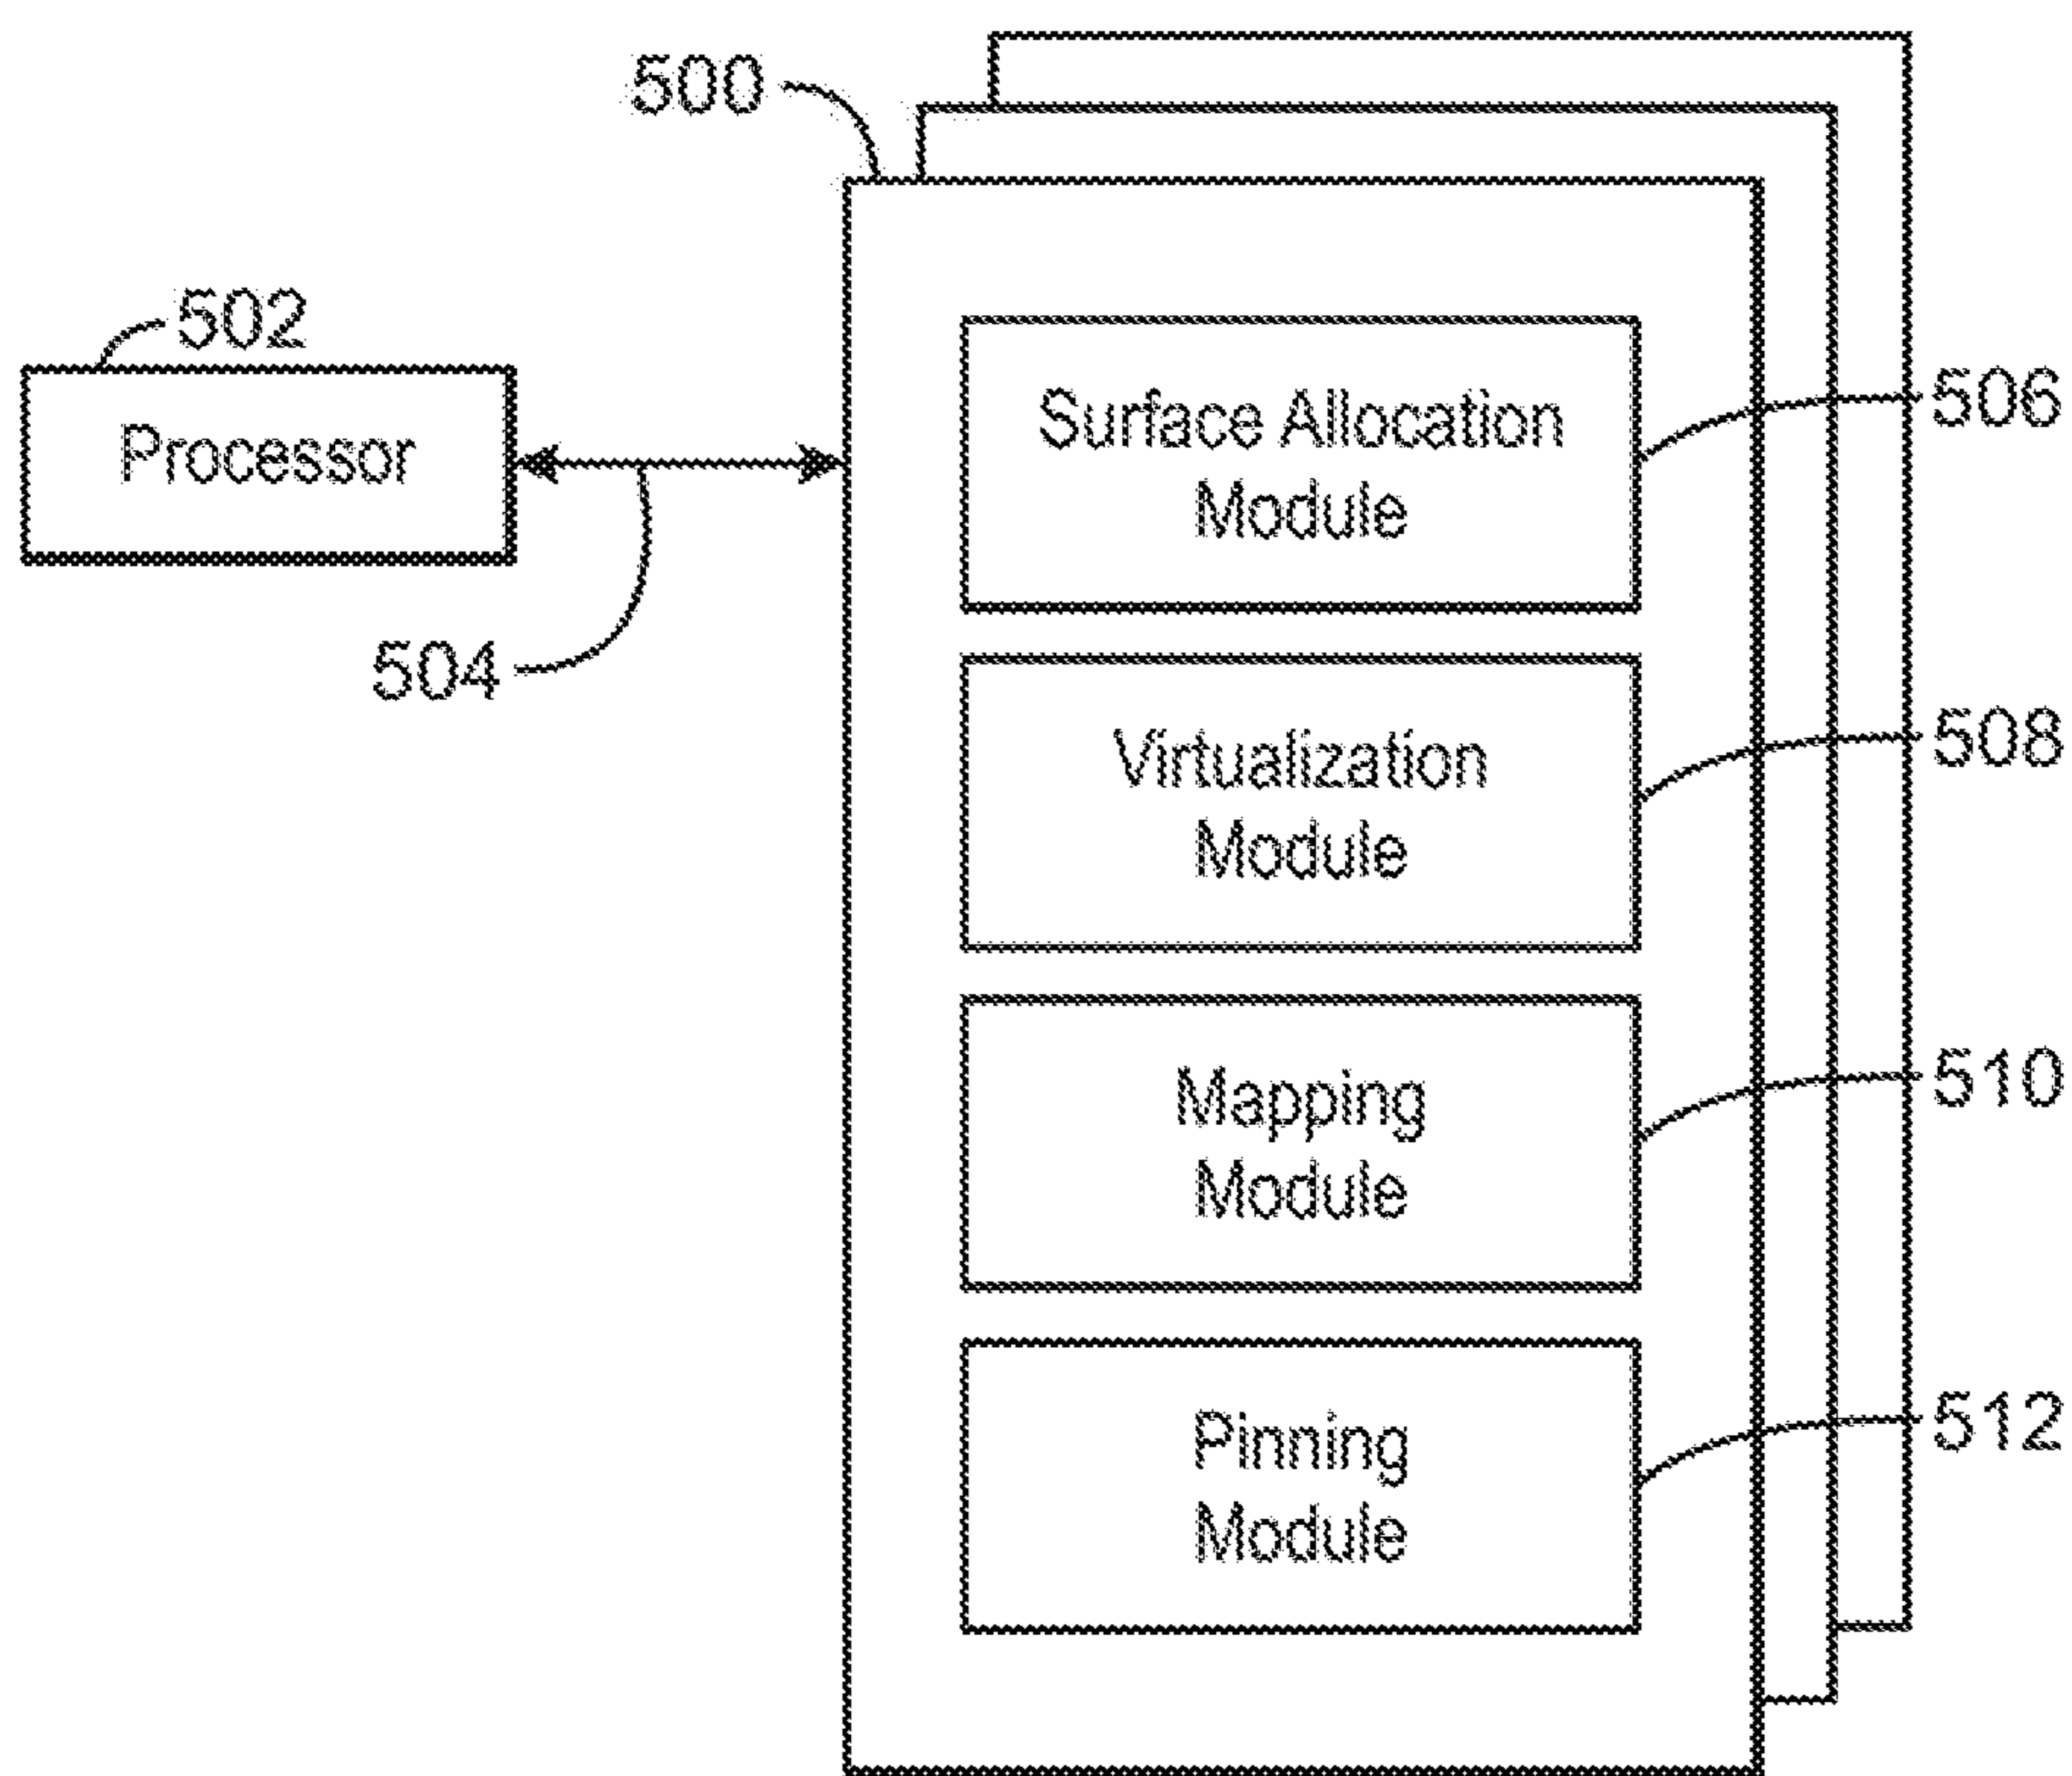 500
502
Processor
504
Surface Allocation
Module
506
Virtualization
Module
508
Mapping
Module
510
Pinning
Module
512